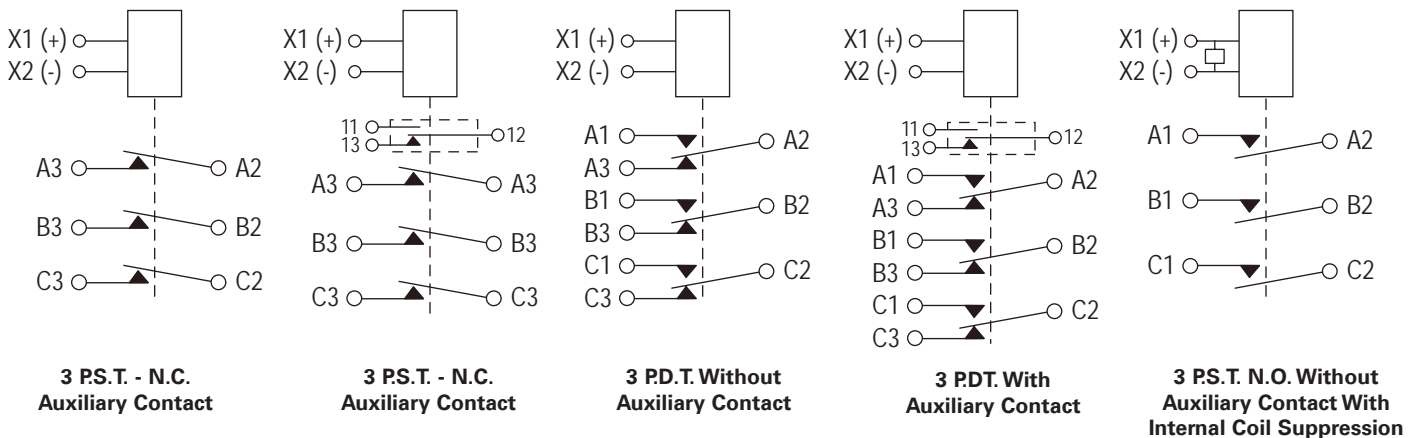 X1 (+)
X2 (-)
A3 A2
B3 B2
C3 C2
3 P.S.T. - N.C.
Auxiliary Contact
X1 (+)
X2 (-)
11
12
13
A3 A3
B3 B3
C3 C3
3 P.S.T. - N.C.
Auxiliary Contact
X1 (+)
X2 (-)
A1
A2
A3
B1
B2
B3
C1
C2
C3
3 P.D.T. Without
Auxiliary Contact
X1 (+)
X2 (-)
11
12
13
A1
A2
A3
B1
B2
B3
C1
C2
C3
3 P.DT. With
Auxiliary Contact
X1 (+)
X2 (-)
A1
A2
B1
B2
C1
C2
3 P.S.T. N.O. Without
Auxiliary Contact With
Internal Coil Suppression